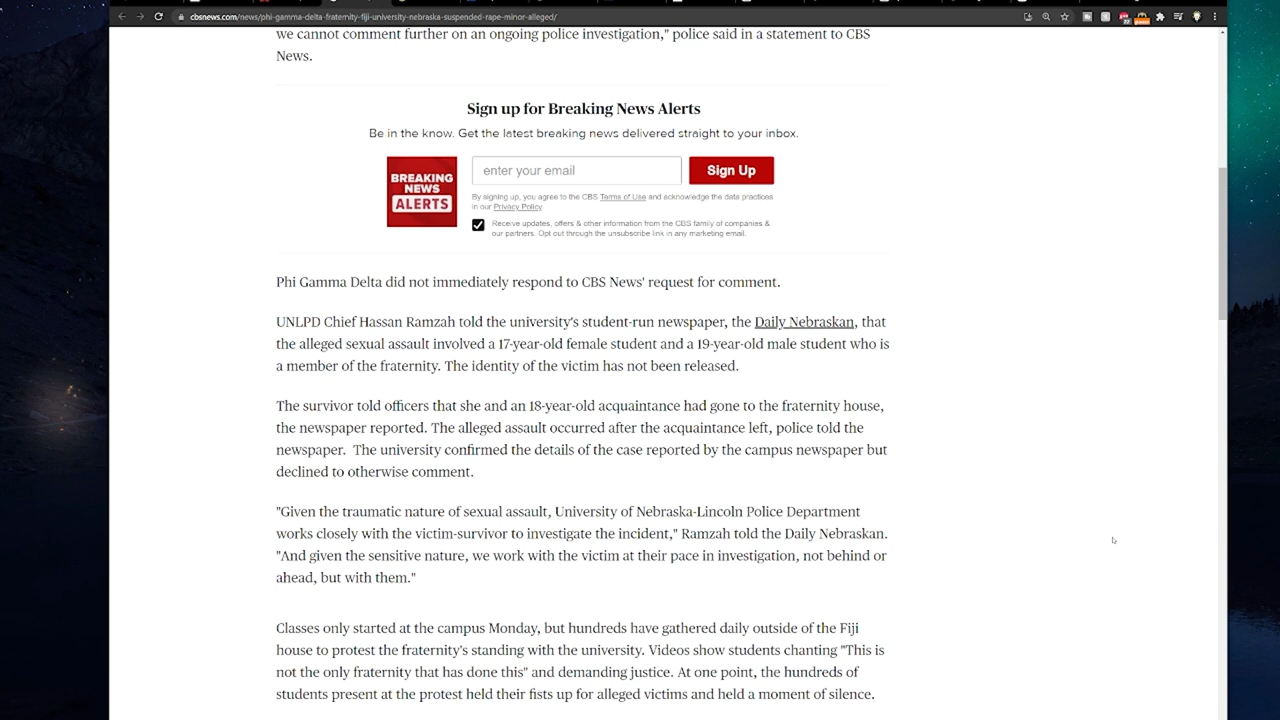 cbsnews.com/news/phi-gamma-delta-fraternity-fiji-university-nebraska-suspended-rape-minor-alleged/
we cannot comment further on an ongoing police investigation," police said in a statement to CBS
News.
Sign up for Breaking News Alerts
Be in the know. Get the latest breaking news delivered straight to your inbox.
BREAKING
NEWS
ALERTS
enter your email
Sign Up
By signing up, you agree to the CBS Terms of Use and acknowledge the data practices
in our Privacy Policy.
Receive updates, offers & other information from the CBS family of companies &
our partners. Opt out through the unsubscribe link in any marketing email.
Phi Gamma Delta did not immediately respond to CBS News' request for comment.
UNLPD Chief Hassan Ramzah told the university's student-run newspaper, the Daily Nebraskan, that
the alleged sexual assault involved a 17-year-old female student and a 19-year-old male student who is
a member of the fraternity. The identity of the victim has not been released.
The survivor told officers that she and an 18-year-old acquaintance had gone to the fraternity house,
the newspaper reported. The alleged assault occurred after the acquaintance left, police told the
newspaper. The university confirmed the details of the case reported by the campus newspaper but
declined to otherwise comment.
"Given the traumatic nature of sexual assault, University of Nebraska-Lincoln Police Department
works closely with the victim-survivor to investigate the incident," Ramzah told the Daily Nebraskan.
"And given the sensitive nature, we work with the victim at their pace in investigation, not behind or
ahead, but with them."
Classes only started at the campus Monday, but hundreds have gathered daily outside of the Fiji
house to protest the fraternity's standing with the university. Videos show students chanting "This is
not the only fraternity that has done this" and demanding justice. At one point, the hundreds of
students present at the protest held their fists up for alleged victims and held a moment of silence.